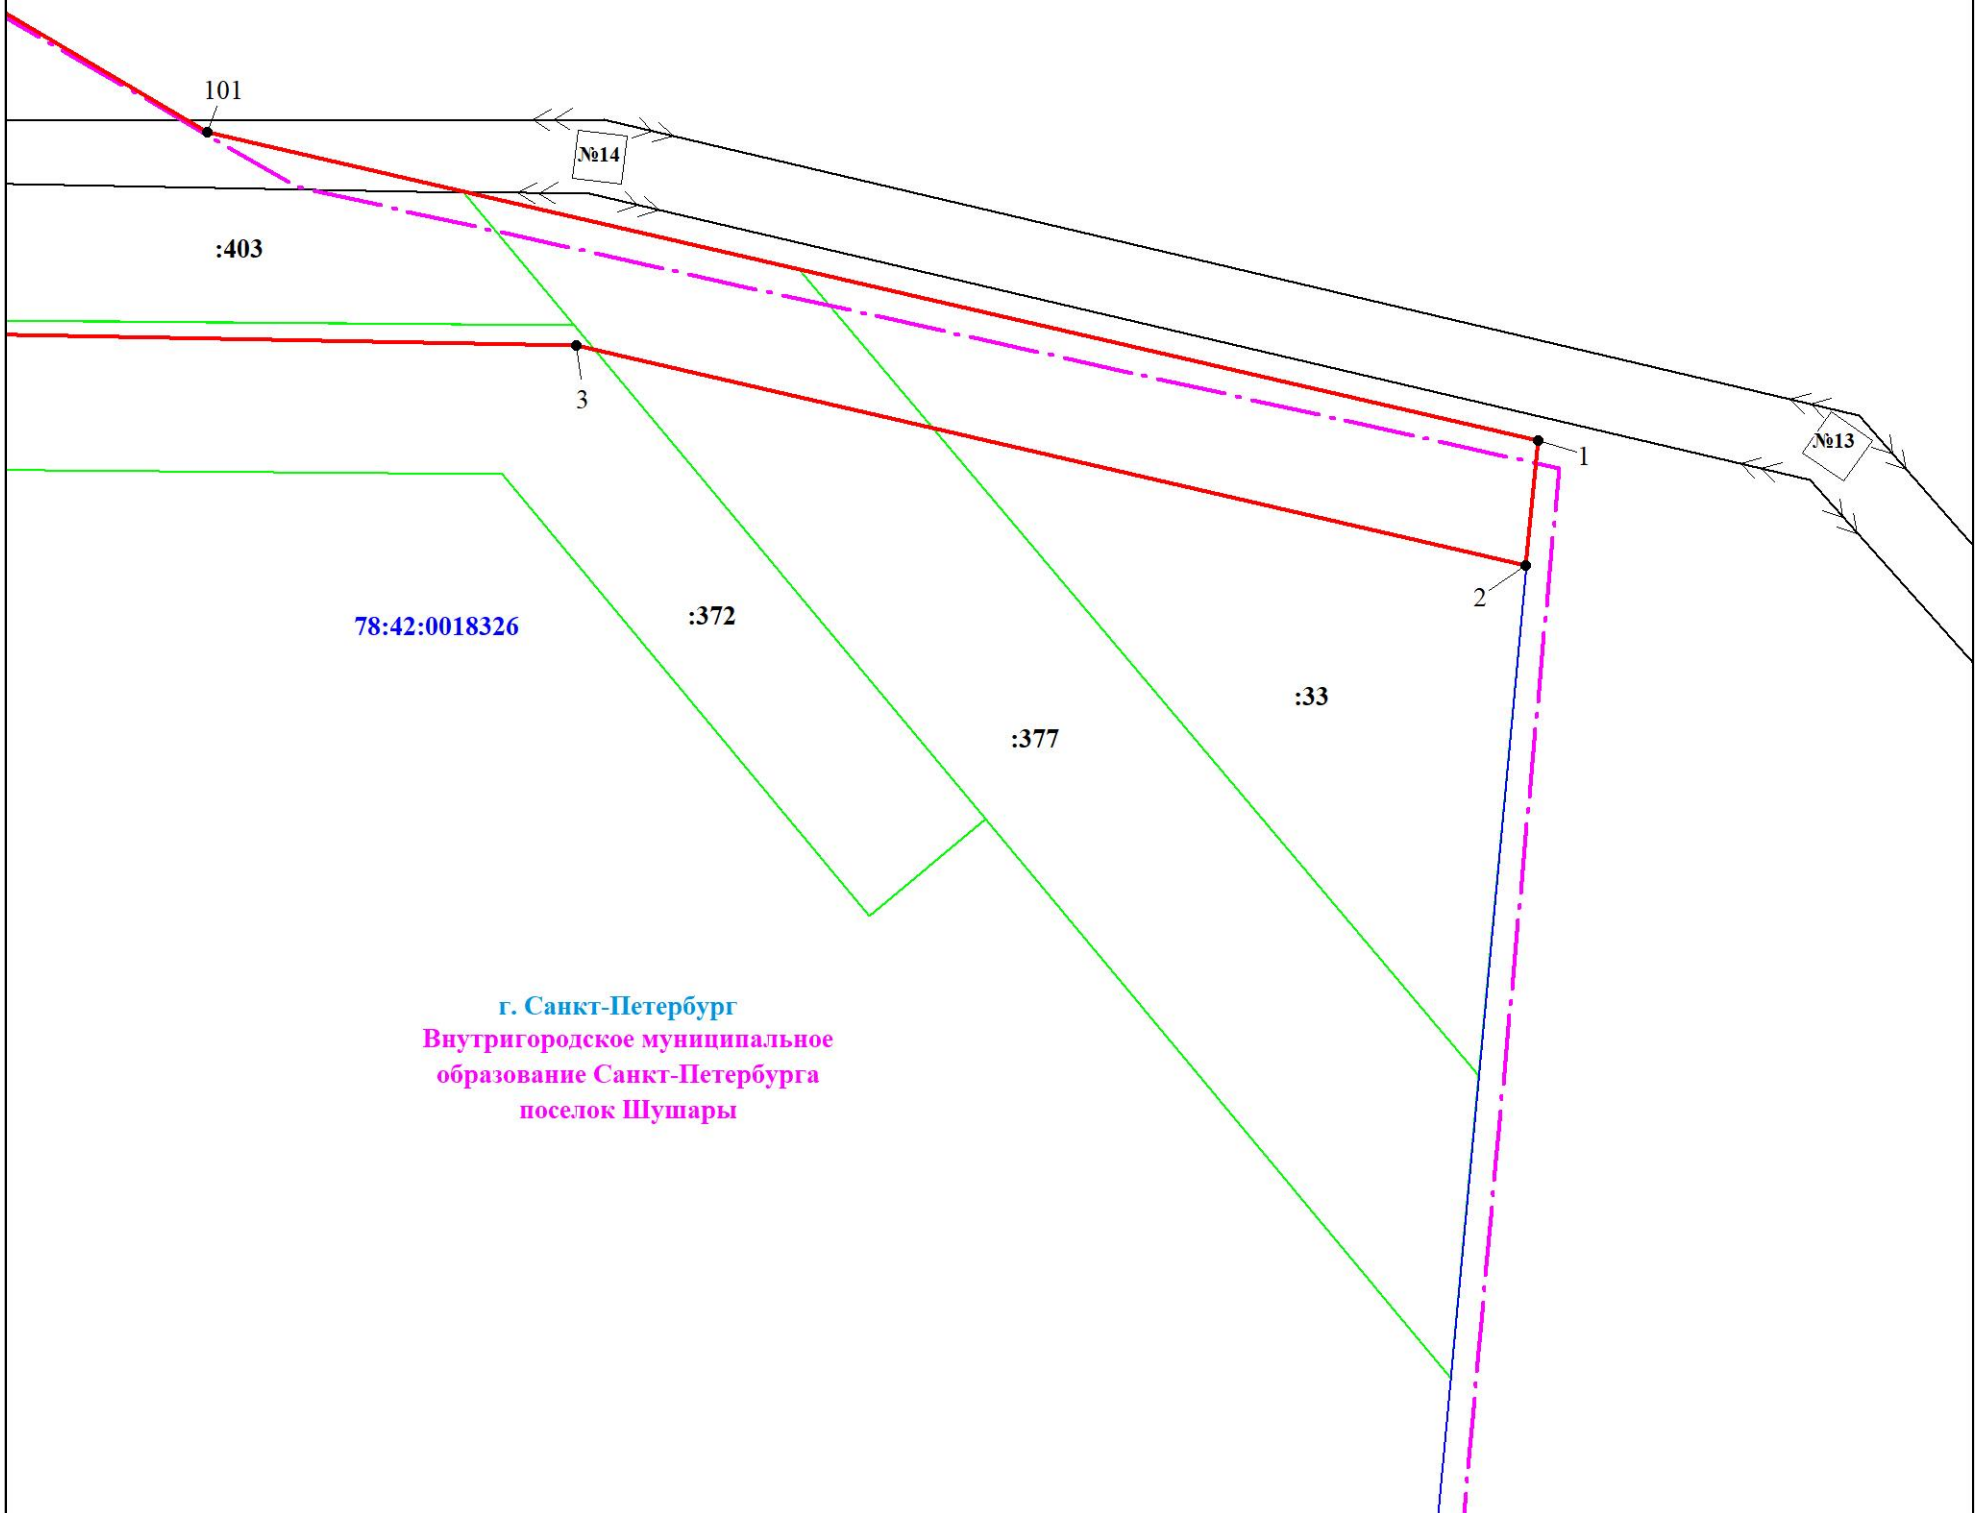 101
№14
:403
3
1
№13
2
:372
78:42:0018326
:33
:377
г. Санкт-Петербург
Внутригородское муниципальное
образование Санкт-Петербурга
поселок Шушары